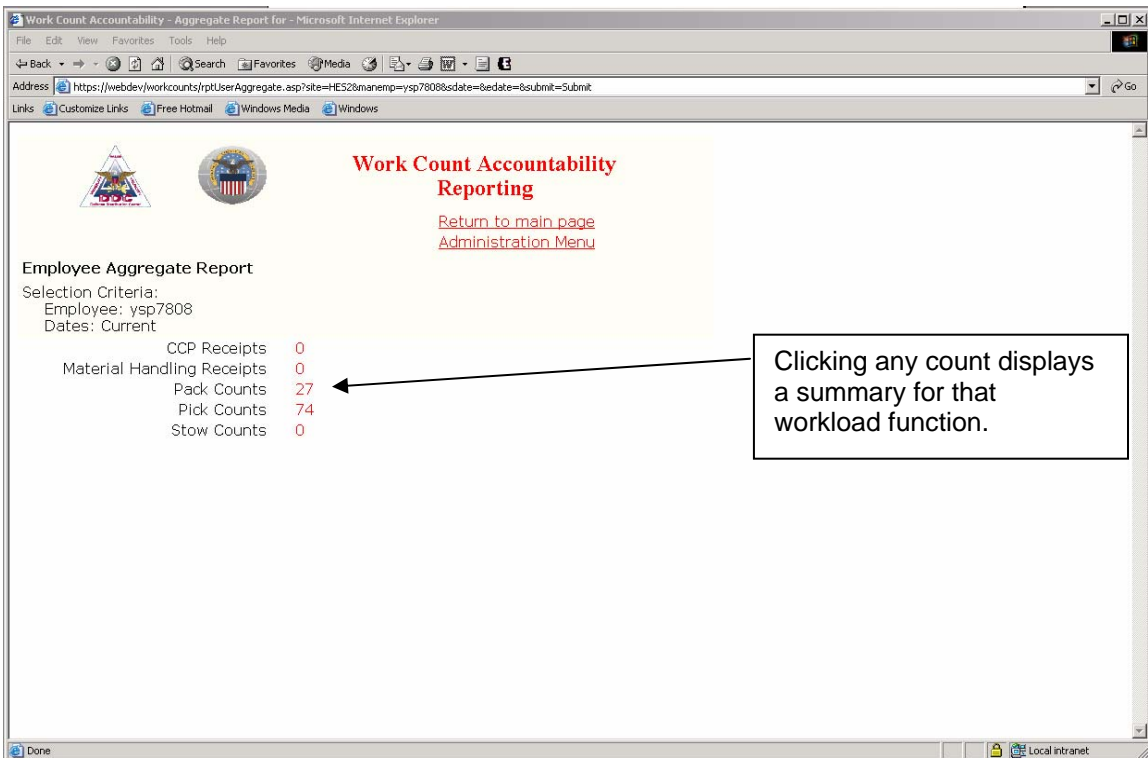 Work Count Accountability - Aggregate Report for - Microsoft Internet Explorer
File Edit View Favorites Tools Help
Back Search Favorites Media
Address https://webdev/workcounts/rptUserAggregate.asp?site=HES2&manemp=ysp7808&sdate=&edate=&submit=Submit Go
Links Customize Links Free Hotmail Windows Media Windows
DDC
Work Count Accountability
Reporting
Return to main page
Administration Menu
Employee Aggregate Report
Selection Criteria:
Employee: ysp7808
Dates: Current
CCP Receipts 0
Material Handling Receipts 0
Pack Counts 27
Pick Counts 74
Stow Counts 0
Clicking any count displays
a summary for that
workload function.
Done Local intranet